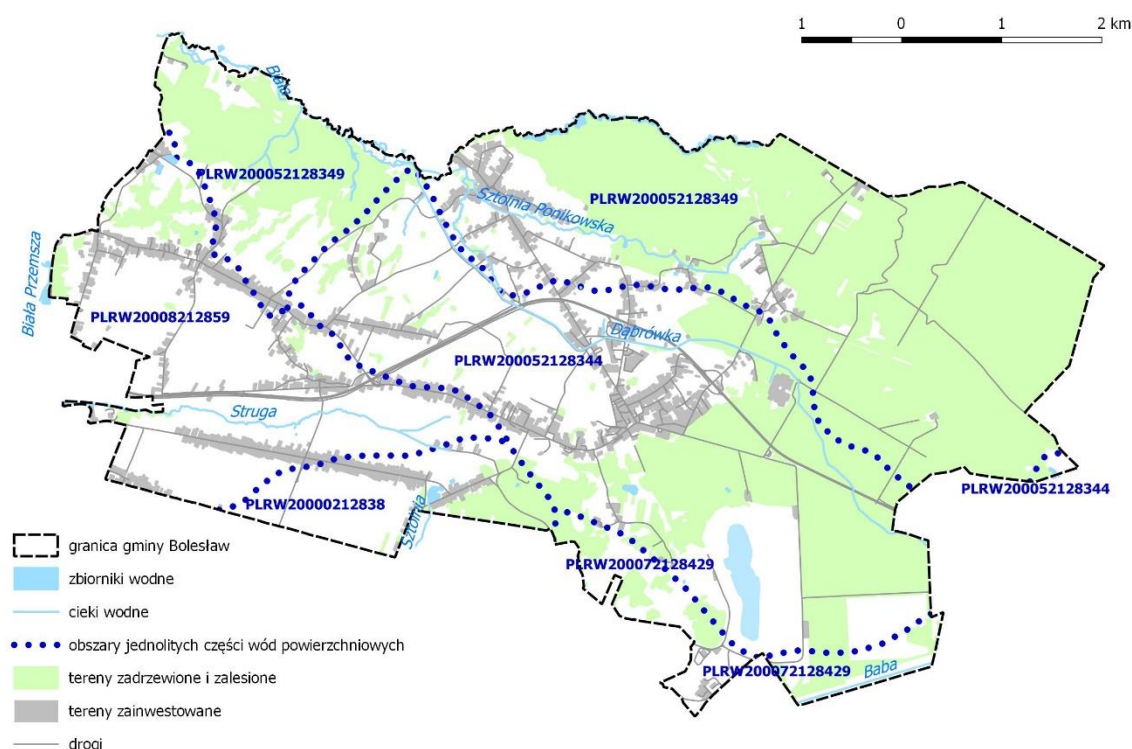 1 0 1 2 km
Biała
PLRW200052128349
PLRW200052128349
Sztolnia Ponikowska
Biała Przemsza
PLRW20008212859
Dąbrówka
PLRW200052128344
Struga
PLRW200052128344
PLRW20000212838
Sztolnia
PLRW200072128429
PLRW200072128429
Baba
granica gminy Bolesław
zbiorniki wodne
cieki wodne
obszary jednolitych części wód powierzchniowych
tereny zadrzewione i zalesione
tereny zainwestowane
drogi